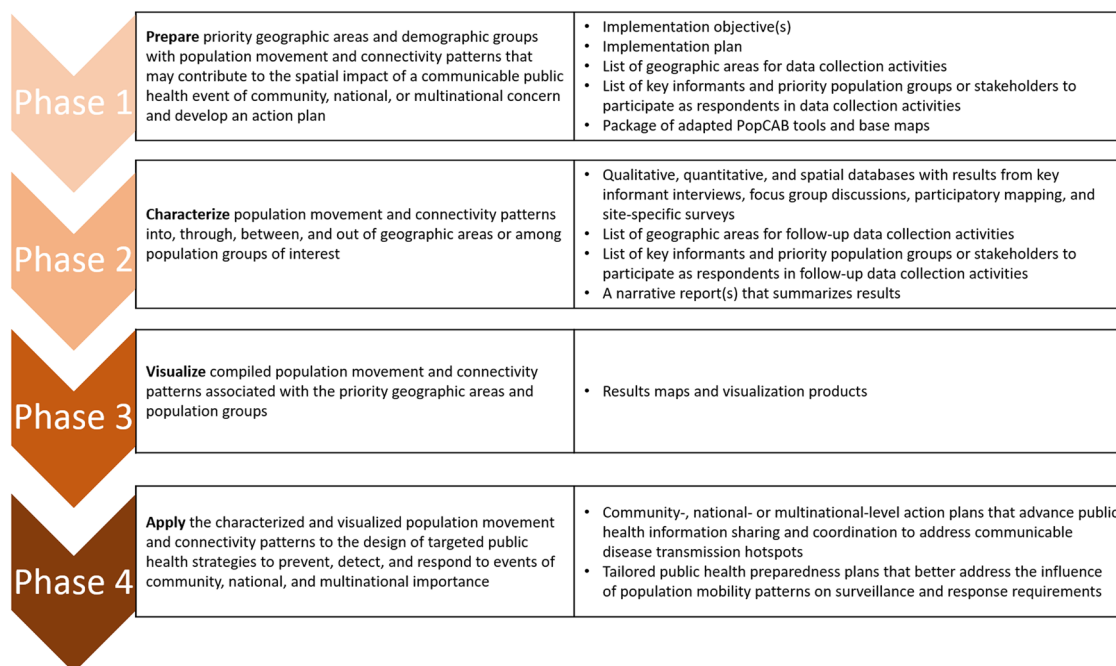 Phase 1
Prepare priority geographic areas and demographic groups
with population movement and connectivity patterns that
may contribute to the spatial impact of a communicable public
health event of community, national, or multinational concern
and develop an action plan
• Implementation objective(s)
• Implementation plan
• List of geographic areas for data collection activities
• List of key informants and priority population groups or stakeholders to
participate as respondents in data collection activities
• Package of adapted PopCAB tools and base maps
Phase 2
Characterize population movement and connectivity patterns
into, through, between, and out of geographic areas or among
population groups of interest
• Qualitative, quantitative, and spatial databases with results from key
informant interviews, focus group discussions, participatory mapping, and
site-specific surveys
• List of geographic areas for follow-up data collection activities
• List of key informants and priority population groups or stakeholders to
participate as respondents in follow-up data collection activities
• A narrative report(s) that summarizes results
Phase 3
Visualize compiled population movement and connectivity
patterns associated with the priority geographic areas and
population groups
• Results maps and visualization products
Phase 4
Apply the characterized and visualized population movement
and connectivity patterns to the design of targeted public
health strategies to prevent, detect, and respond to events of
community, national, and multinational importance
• Community-, national- or multinational-level action plans that advance public
health information sharing and coordination to address communicable
disease transmission hotspots
• Tailored public health preparedness plans that better address the influence
of population mobility patterns on surveillance and response requirements